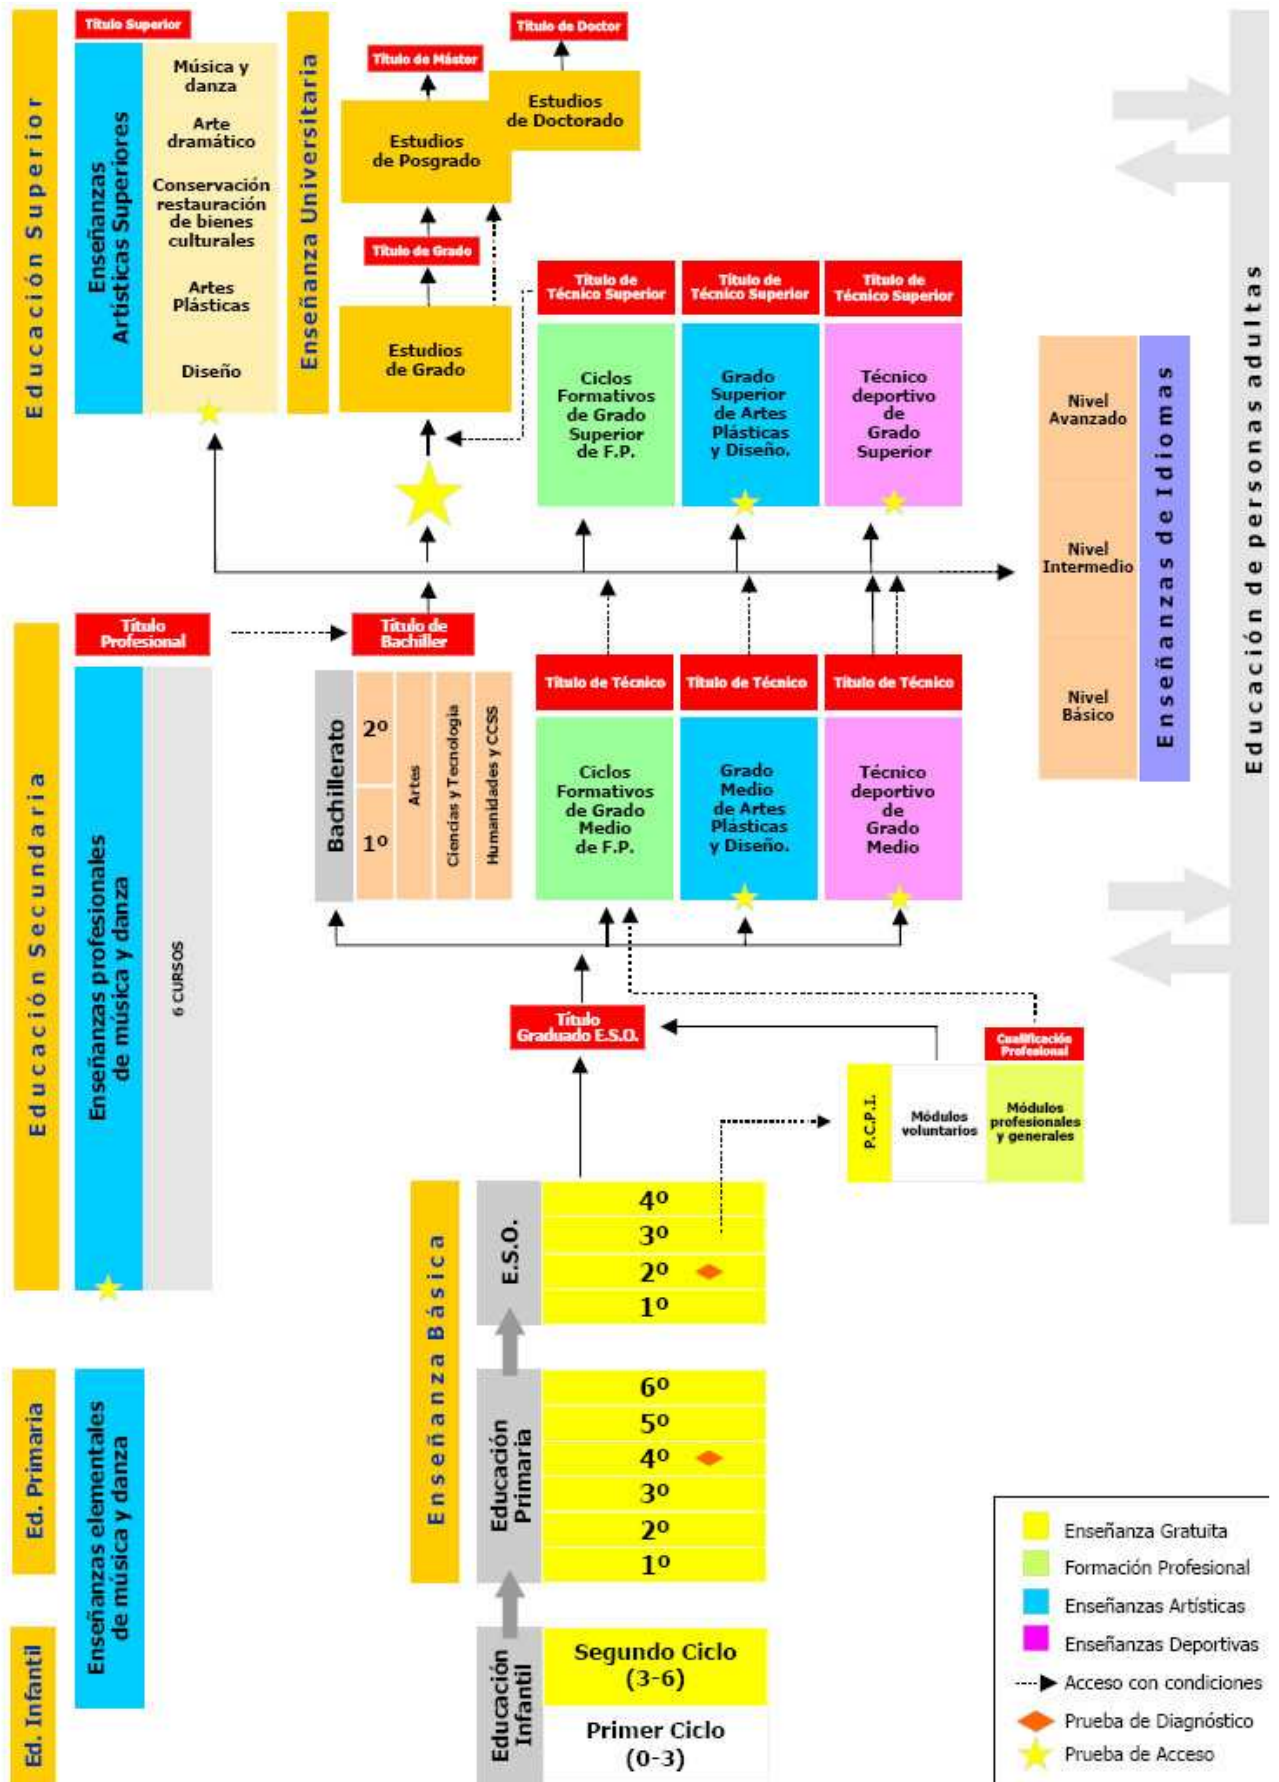 Educación Superior
Título Superior
Enseñanzas
Artísticas Superiores
Música y
danza
Arte
dramático
Conservación
restauración
de bienes
culturales
Artes
Plásticas
Diseño
Enseñanza Universitaria
Título de Doctor
Título de Máster
Estudios
de Doctorado
Estudios
de Posgrado
Título de Grado
Estudios
de Grado
Título de
Técnico Superior
Título de
Técnico Superior
Título de
Técnico Superior
Ciclos
Formativos
de Grado
Superior
de F.P.
Grado
Superior
de Artes
Plásticas
y Diseño.
Técnico
deportivo
de
Grado
Superior
Nivel
Avanzado
Nivel
Intermedio
Nivel
Básico
Enseñanzas de Idiomas
Educación de personas adultas
Educación Secundaria
Título
Profesional
Enseñanzas profesionales
de música y danza
6 CURSOS
Título de
Bachiller
Bachillerato
2º
1º
Artes
Ciencias y Tecnología
Humanidades y CCSS
Título de Técnico
Título de Técnico
Título de Técnico
Ciclos
Formativos
de Grado
Medio
de F.P.
Grado
Medio
de Artes
Plásticas
y Diseño.
Técnico
deportivo
de
Grado
Medio
Título
Graduado E.S.O.
Cualificación
Profesional
P.C.P.I.
Módulos
voluntarios
Módulos
profesionales
y generales
Enseñanza Básica
E.S.O.
4º
3º
2º
1º
Ed. Primaria
Enseñanzas elementales
de música y danza
Educación
Primaria
6º
5º
4º
3º
2º
1º
Ed. Infantil
Educación
Infantil
Segundo Ciclo
(3-6)
Primer Ciclo
(0-3)
Enseñanza Gratuita
Formación Profesional
Enseñanzas Artísticas
Enseñanzas Deportivas
Acceso con condiciones
Prueba de Diagnóstico
Prueba de Acceso